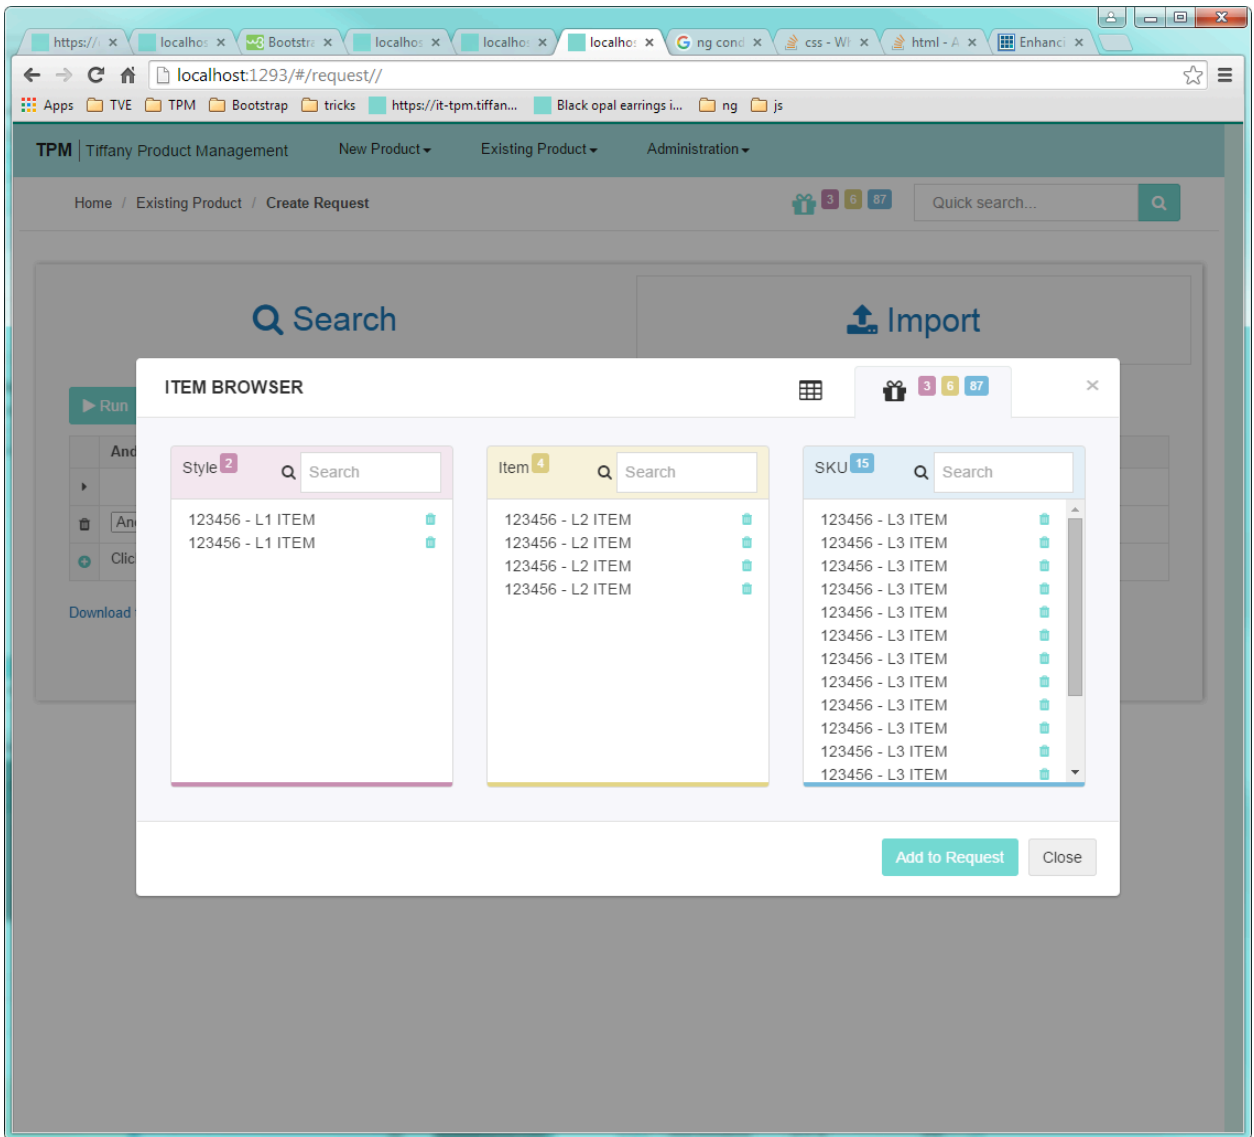 https:// localhos Bootstra localhos localhos localhos ng cond css - Wh html - A Enhanci
localhost:1293/#/request//
Apps TVE TPM Bootstrap tricks https://it-tpm.tiffan... Black opal earrings i... ng js
TPM | Tiffany Product Management New Product Existing Product Administration
Home / Existing Product / Create Request 3 6 87 Quick search...
Search Import
ITEM BROWSER 3 6 87 ×
Run
And
Style 2 Search Item 4 Search SKU 15 Search
123456 - L1 ITEM 123456 - L2 ITEM 123456 - L3 ITEM
123456 - L1 ITEM 123456 - L2 ITEM 123456 - L3 ITEM
123456 - L2 ITEM 123456 - L3 ITEM
123456 - L2 ITEM 123456 - L3 ITEM
123456 - L3 ITEM
123456 - L3 ITEM
123456 - L3 ITEM
123456 - L3 ITEM
123456 - L3 ITEM
123456 - L3 ITEM
123456 - L3 ITEM
123456 - L3 ITEM
An
Clic
Download
Add to Request Close